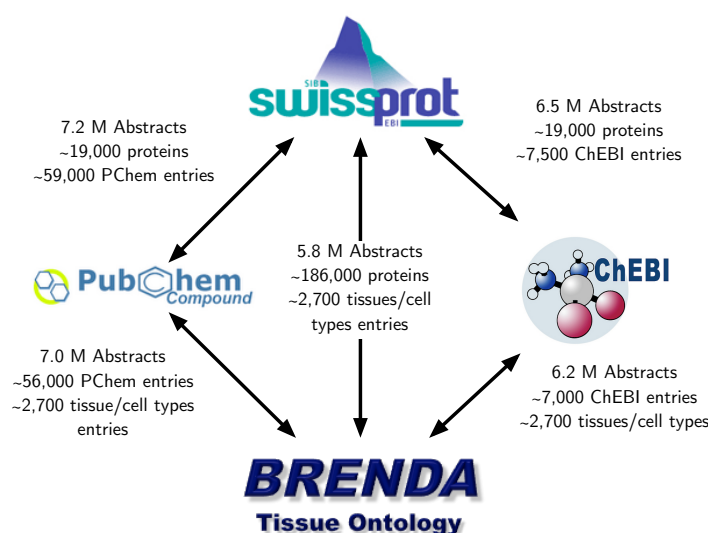 SIB
swissprot
EBI
7.2 M Abstracts
~19,000 proteins
~59,000 PChem entries
6.5 M Abstracts
~19,000 proteins
~7,500 ChEBI entries
PubChem
Compound
5.8 M Abstracts
~186,000 proteins
~2,700 tissues/cell
types entries
ChEBI
7.0 M Abstracts
~56,000 PChem entries
~2,700 tissue/cell types
entries
6.2 M Abstracts
~7,000 ChEBI entries
~2,700 tissues/cell types
BRENDA
Tissue Ontology